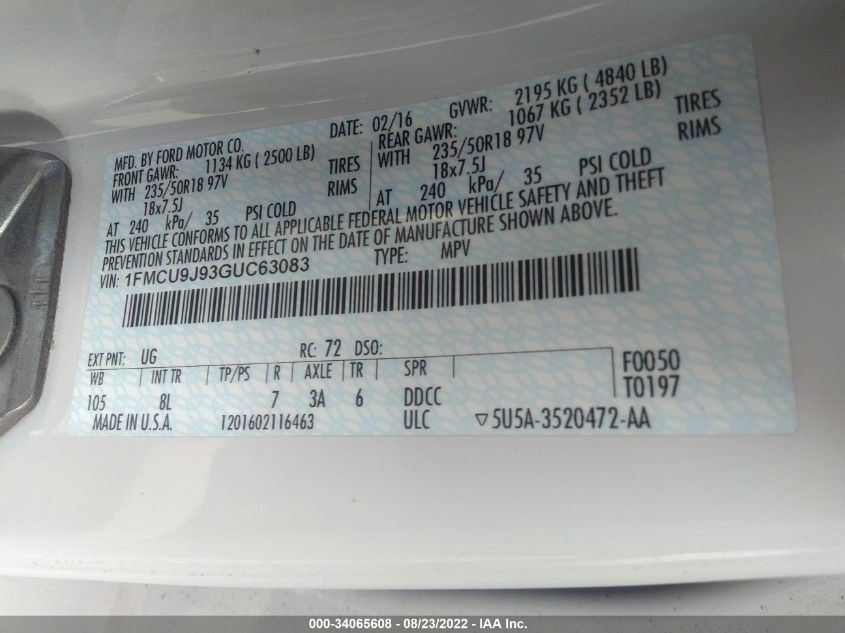 MFD. BY FORD MOTOR CO.
DATE: 02/16
GVWR: 2195 KG ( 4840 LB)
FRONT GAWR: 1134 KG ( 2500 LB)
REAR GAWR: 1067 KG ( 2352 LB)
WITH 235/50R18 97V TIRES
WITH 235/50R18 97V TIRES
18x7.5J RIMS
18x7.5J RIMS
AT 240 kPa/ 35 PSI COLD
AT 240 kPa/ 35 PSI COLD
THIS VEHICLE CONFORMS TO ALL APPLICABLE FEDERAL MOTOR VEHICLE SAFETY AND THEFT
PREVENTION STANDARDS IN EFFECT ON THE DATE OF MANUFACTURE SHOWN ABOVE.
VIN: 1FMCU9J93GUC63083 TYPE: MPV
EXT PNT: UG RC: 72 DSO:
WB INT TR TP/PS R AXLE TR SPR F0050
105 8L 7 3A 6 DDCC T0197
MADE IN U.S.A. 1201602116463 ULC ▽5U5A-3520472-AA
000-34065608 - 08/23/2022 - IAA Inc.